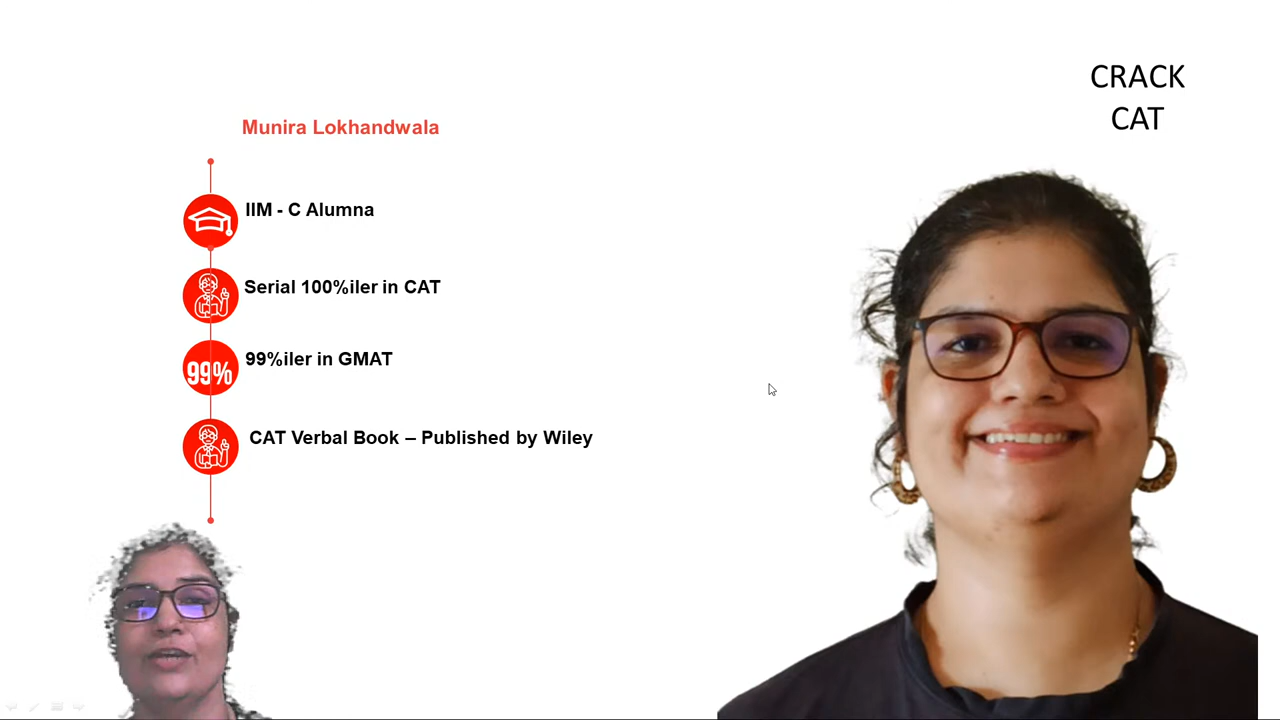 CRACK
CAT
Munira Lokhandwala
IIM - C Alumna
Serial 100%iler in CAT
99%
99%iler in GMAT
CAT Verbal Book – Published by Wiley